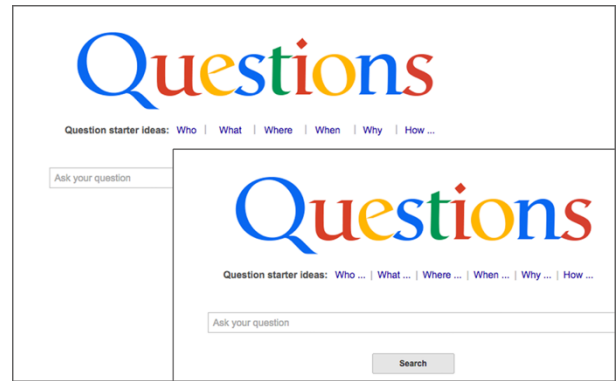 Questions
Question starter ideas: Who | What | Where | When | Why | How ...
Ask your question
Questions
Question starter ideas: Who ... | What ... | Where ... | When ... | Why ... | How ...
Ask your question
Search